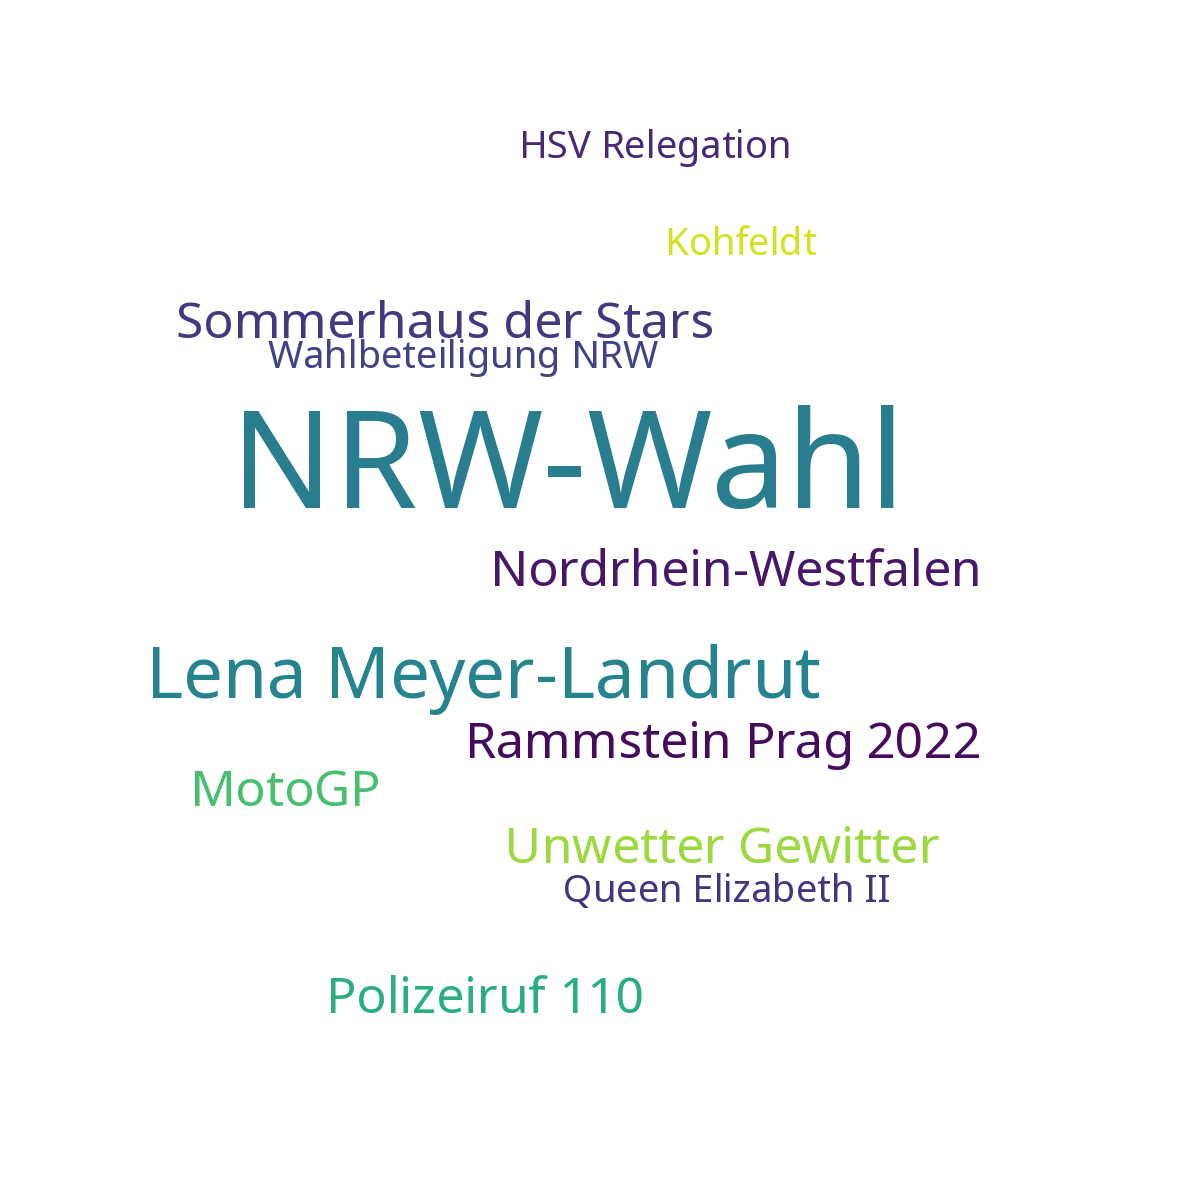 HSV Relegation
Kohfeldt
Sommerhaus der Stars
Wahlbeteiligung NRW
NRW-Wahl
Nordrhein-Westfalen
Lena Meyer-Landrut
Rammstein Prag 2022
MotoGP
Unwetter Gewitter
Queen Elizabeth II
Polizeiruf 110